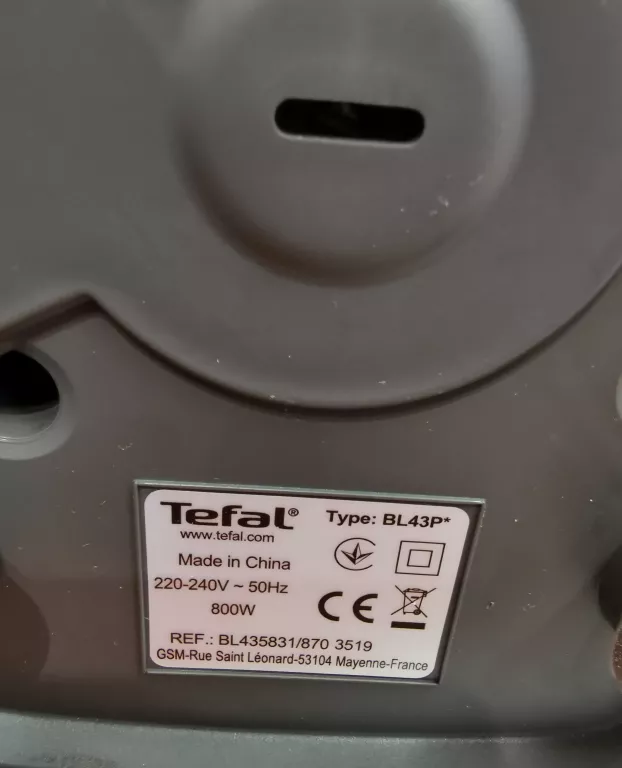 Tefal®
www.tefal.com
Type: BL43P*
Made in China
220-240V ~ 50Hz
800W
CE
REF.: BL435831/870 3519
GSM-Rue Saint Léonard-53104 Mayenne-France